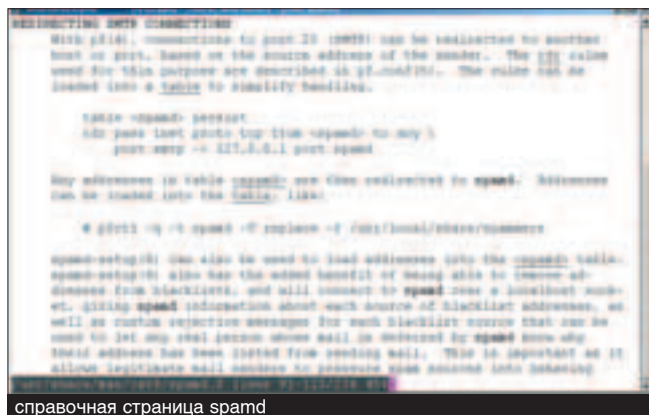 REDIRECTING SMTP CONNECTIONS
With pf(4), connections to port 25 (SMTP) can be redirected to another
host or port, based on the source address of the sender. The rdr rules
used for this purpose are described in pf.conf(5). The rules can be
loaded into a table to simplify handling.
table <spamd> persist
rdr pass inet proto tcp from <spamd> to any \
port smtp -> 127.0.0.1 port spamd
Any addresses in table <spamd> are then redirected to spamd. Addresses
can be loaded into the table, like:
# pfctl -q -t spamd -T replace -f /usr/local/share/spammers
spamd-setup(8) can also be used to load addresses into the <spamd> table.
spamd-setup(8) also has the added benefit of being able to remove ad-
dresses from blacklists, and will connect to spamd over a localhost sock-
et, giving spamd information about each source of blacklist addresses, as
well as custom rejection messages for each blacklist source that can be
used to let any real person whose mail is deferred by spamd know why
their address has been listed from sending mail. This is important as it
allows legitimate mail senders to pressure spam sources into behaving
справочная страница spamd